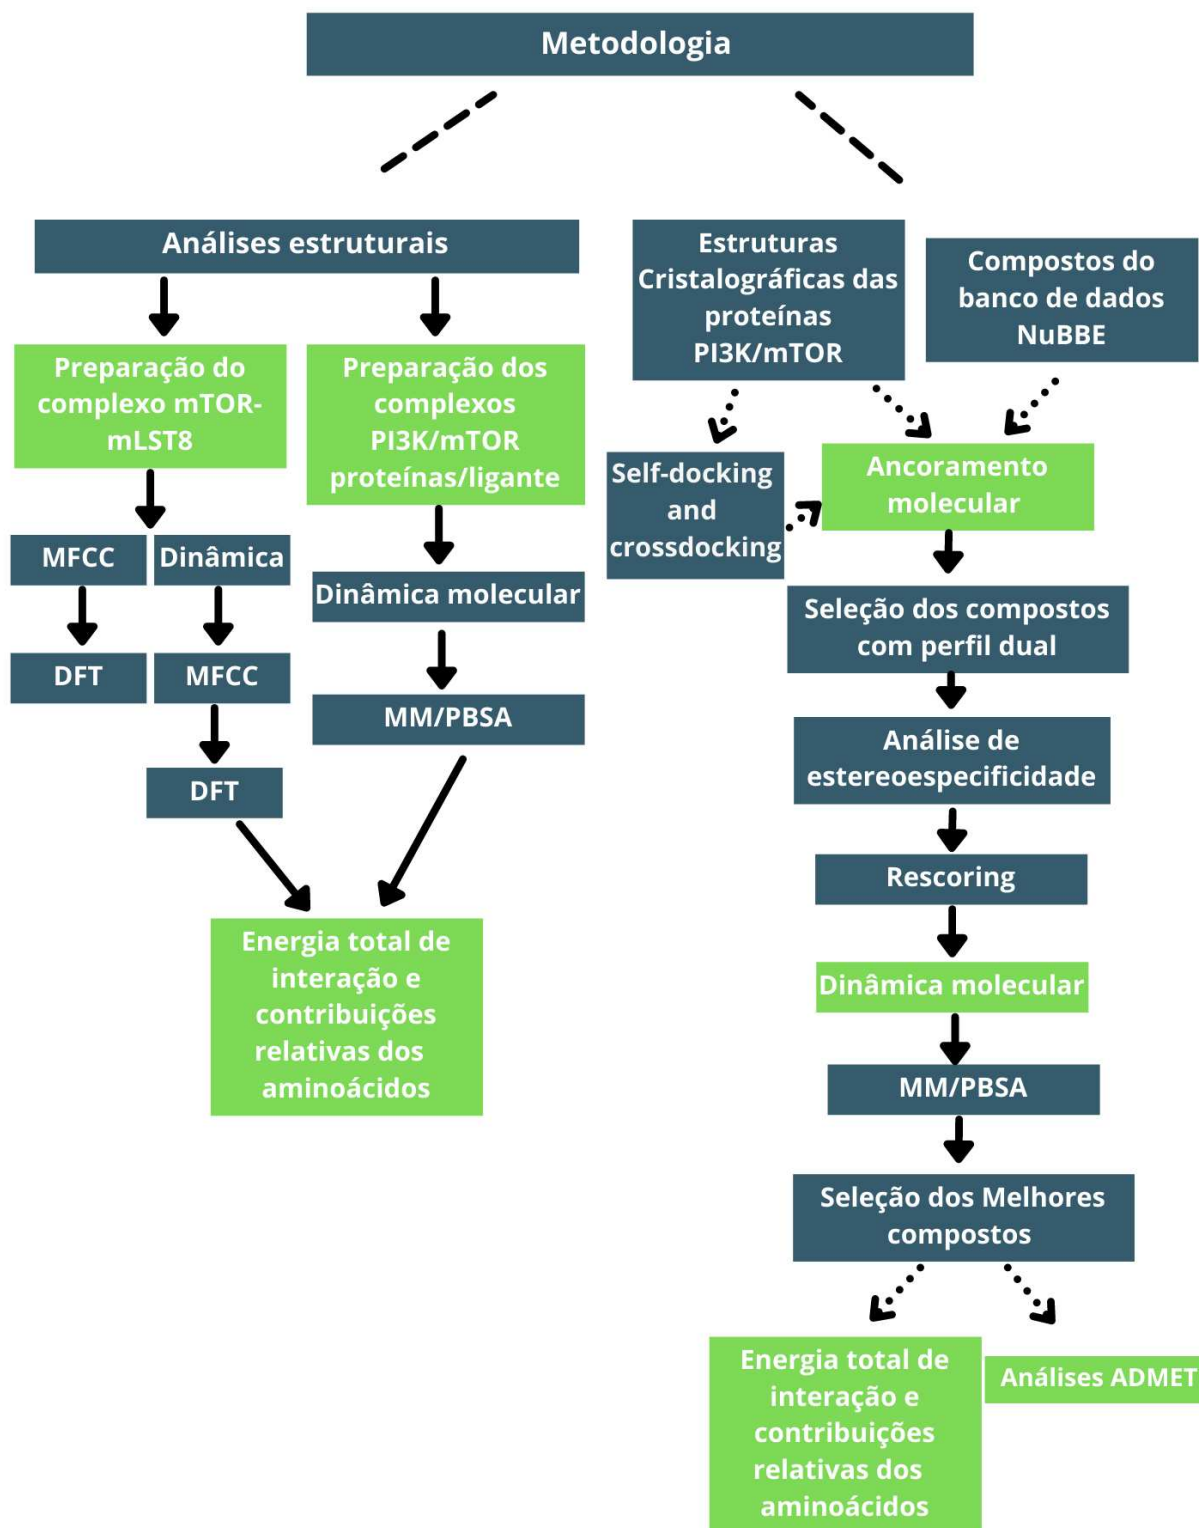 Metodologia
Análises estruturais
Preparação do
complexo mTOR-
mLST8
MFCC
Dinâmica
DFT
MFCC
DFT
Preparação dos
complexos
PI3K/mTOR
proteínas/ligante
Dinâmica molecular
MM/PBSA
Energia total de
interação e
contribuições
relativas dos
aminoácidos
Estruturas
Cristalográficas das
proteínas
PI3K/mTOR
Compostos do
banco de dados
NuBBE
Self-docking
and
crossdocking
Ancoramento
molecular
Seleção dos compostos
com perfil dual
Análise de
estereoespecificidade
Rescoring
Dinâmica molecular
MM/PBSA
Seleção dos Melhores
compostos
Energia total de
interação e
contribuições
relativas dos
aminoácidos
Análises ADMET